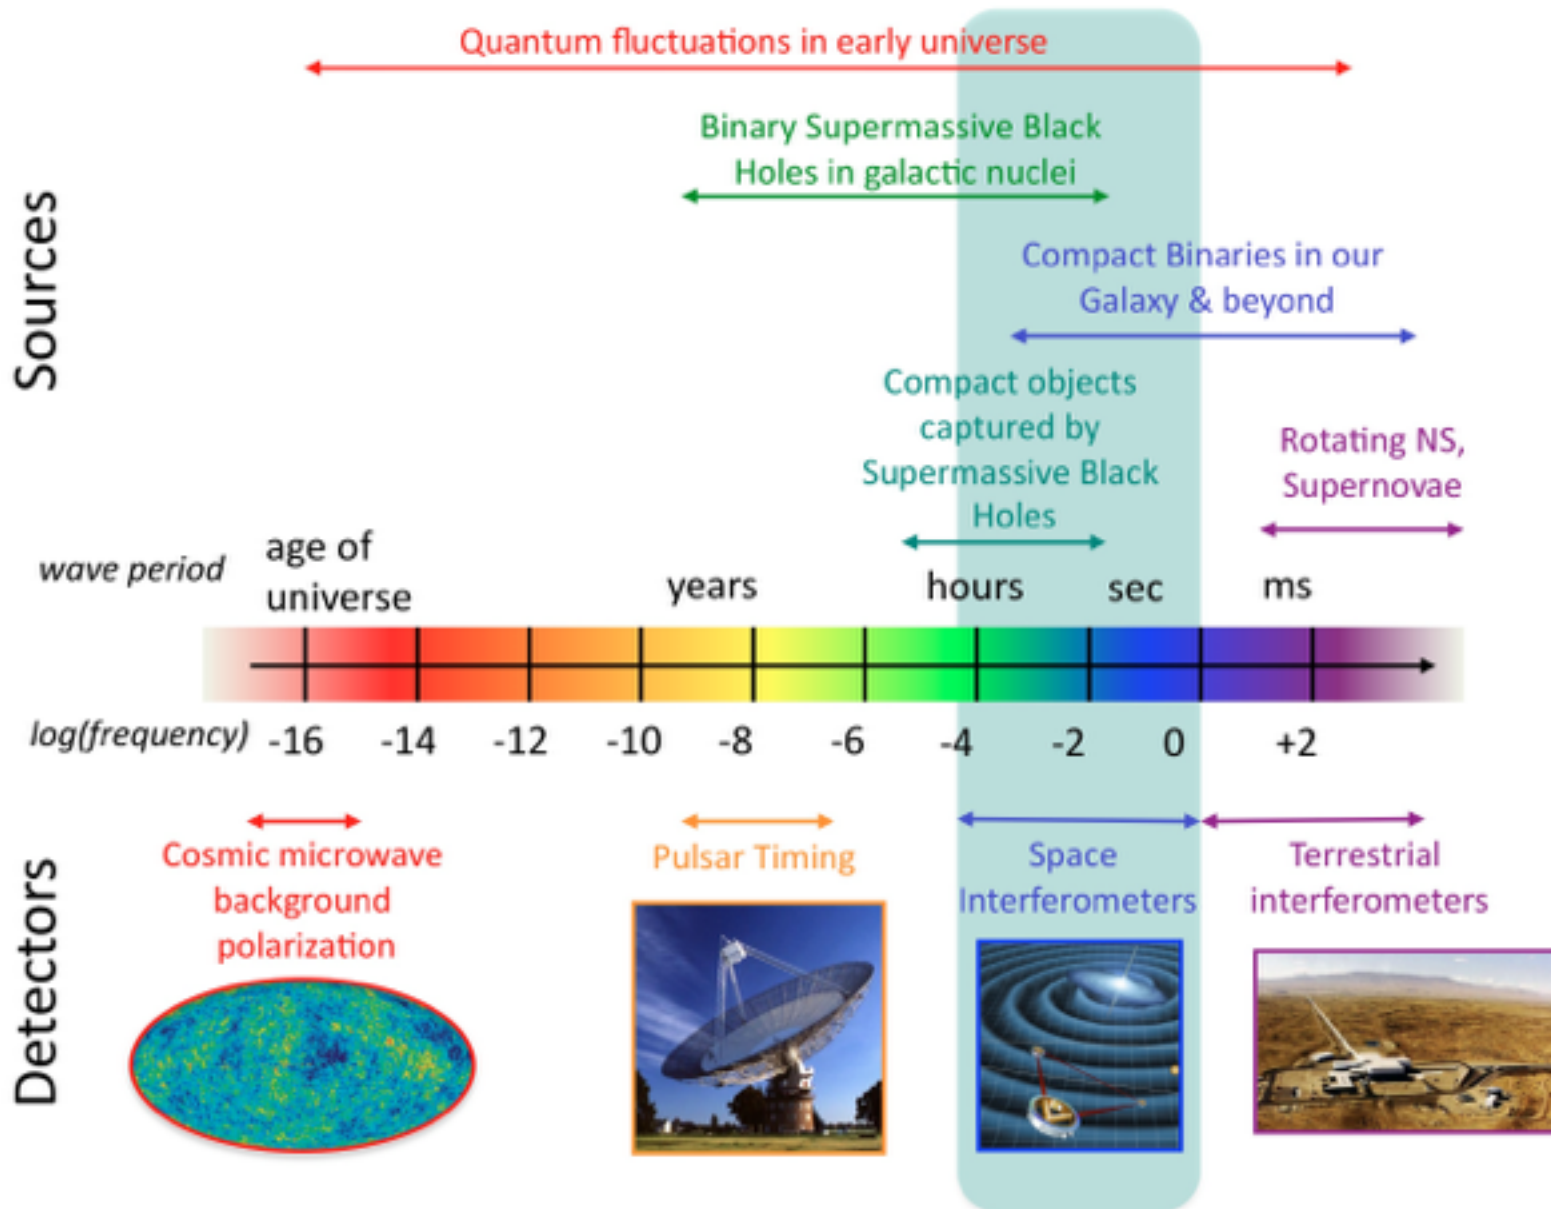 Quantum fluctuations in early universe
Binary Supermassive Black
Holes in galactic nuclei
Compact Binaries in our
Galaxy & beyond
Compact objects
captured by
Supermassive Black
Holes
Rotating NS,
Supernovae
Sources
wave period
age of
universe
years
hours
sec
ms
log(frequency)
-16 -14 -12 -10 -8 -6 -4 -2 0 +2
Detectors
Cosmic microwave
background
polarization
Pulsar Timing
Space
Interferometers
Terrestrial
interferometers